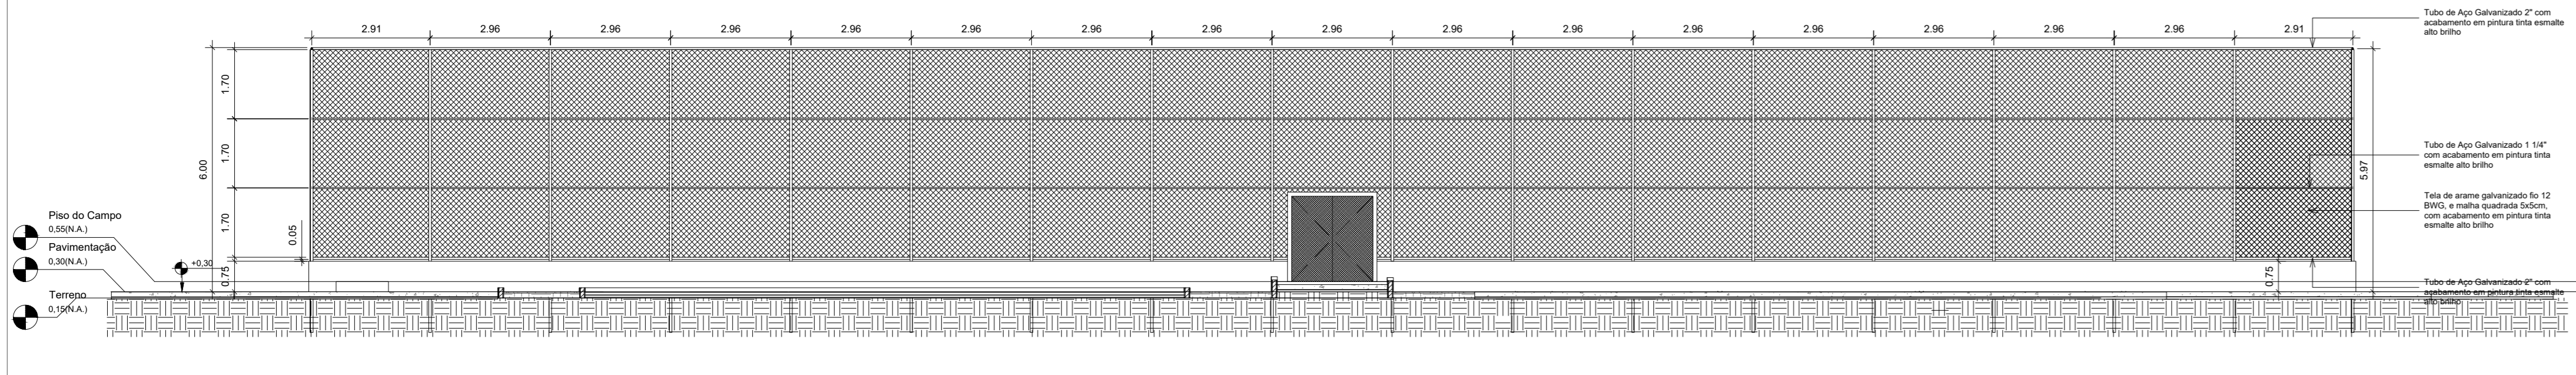 2.91 2.96 2.96 2.96 2.96 2.96 2.96 2.96 2.96 2.96 2.96 2.96 2.96 2.96 2.96 2.96 2.91
Tubo de Aço Galvanizado 2" com
acabamento em pintura tinta esmalte
alto brilho
1.70
1.70
1.70
6.00
0.05
0.75
5.97
0.75
Tubo de Aço Galvanizado 1 1/4"
com acabamento em pintura tinta
esmalte alto brilho
Tela de arame galvanizado fio 12
BWG, e malha quadrada 5x5cm,
com acabamento em pintura tinta
esmalte alto brilho
Piso do Campo
0,55(N.A.)
Pavimentação
0,30(N.A.)
+0,30
Terreno
0,15(N.A.)
Tubo de Aço Galvanizado 2" com
acabamento em pintura tinta esmalte
alto brilho